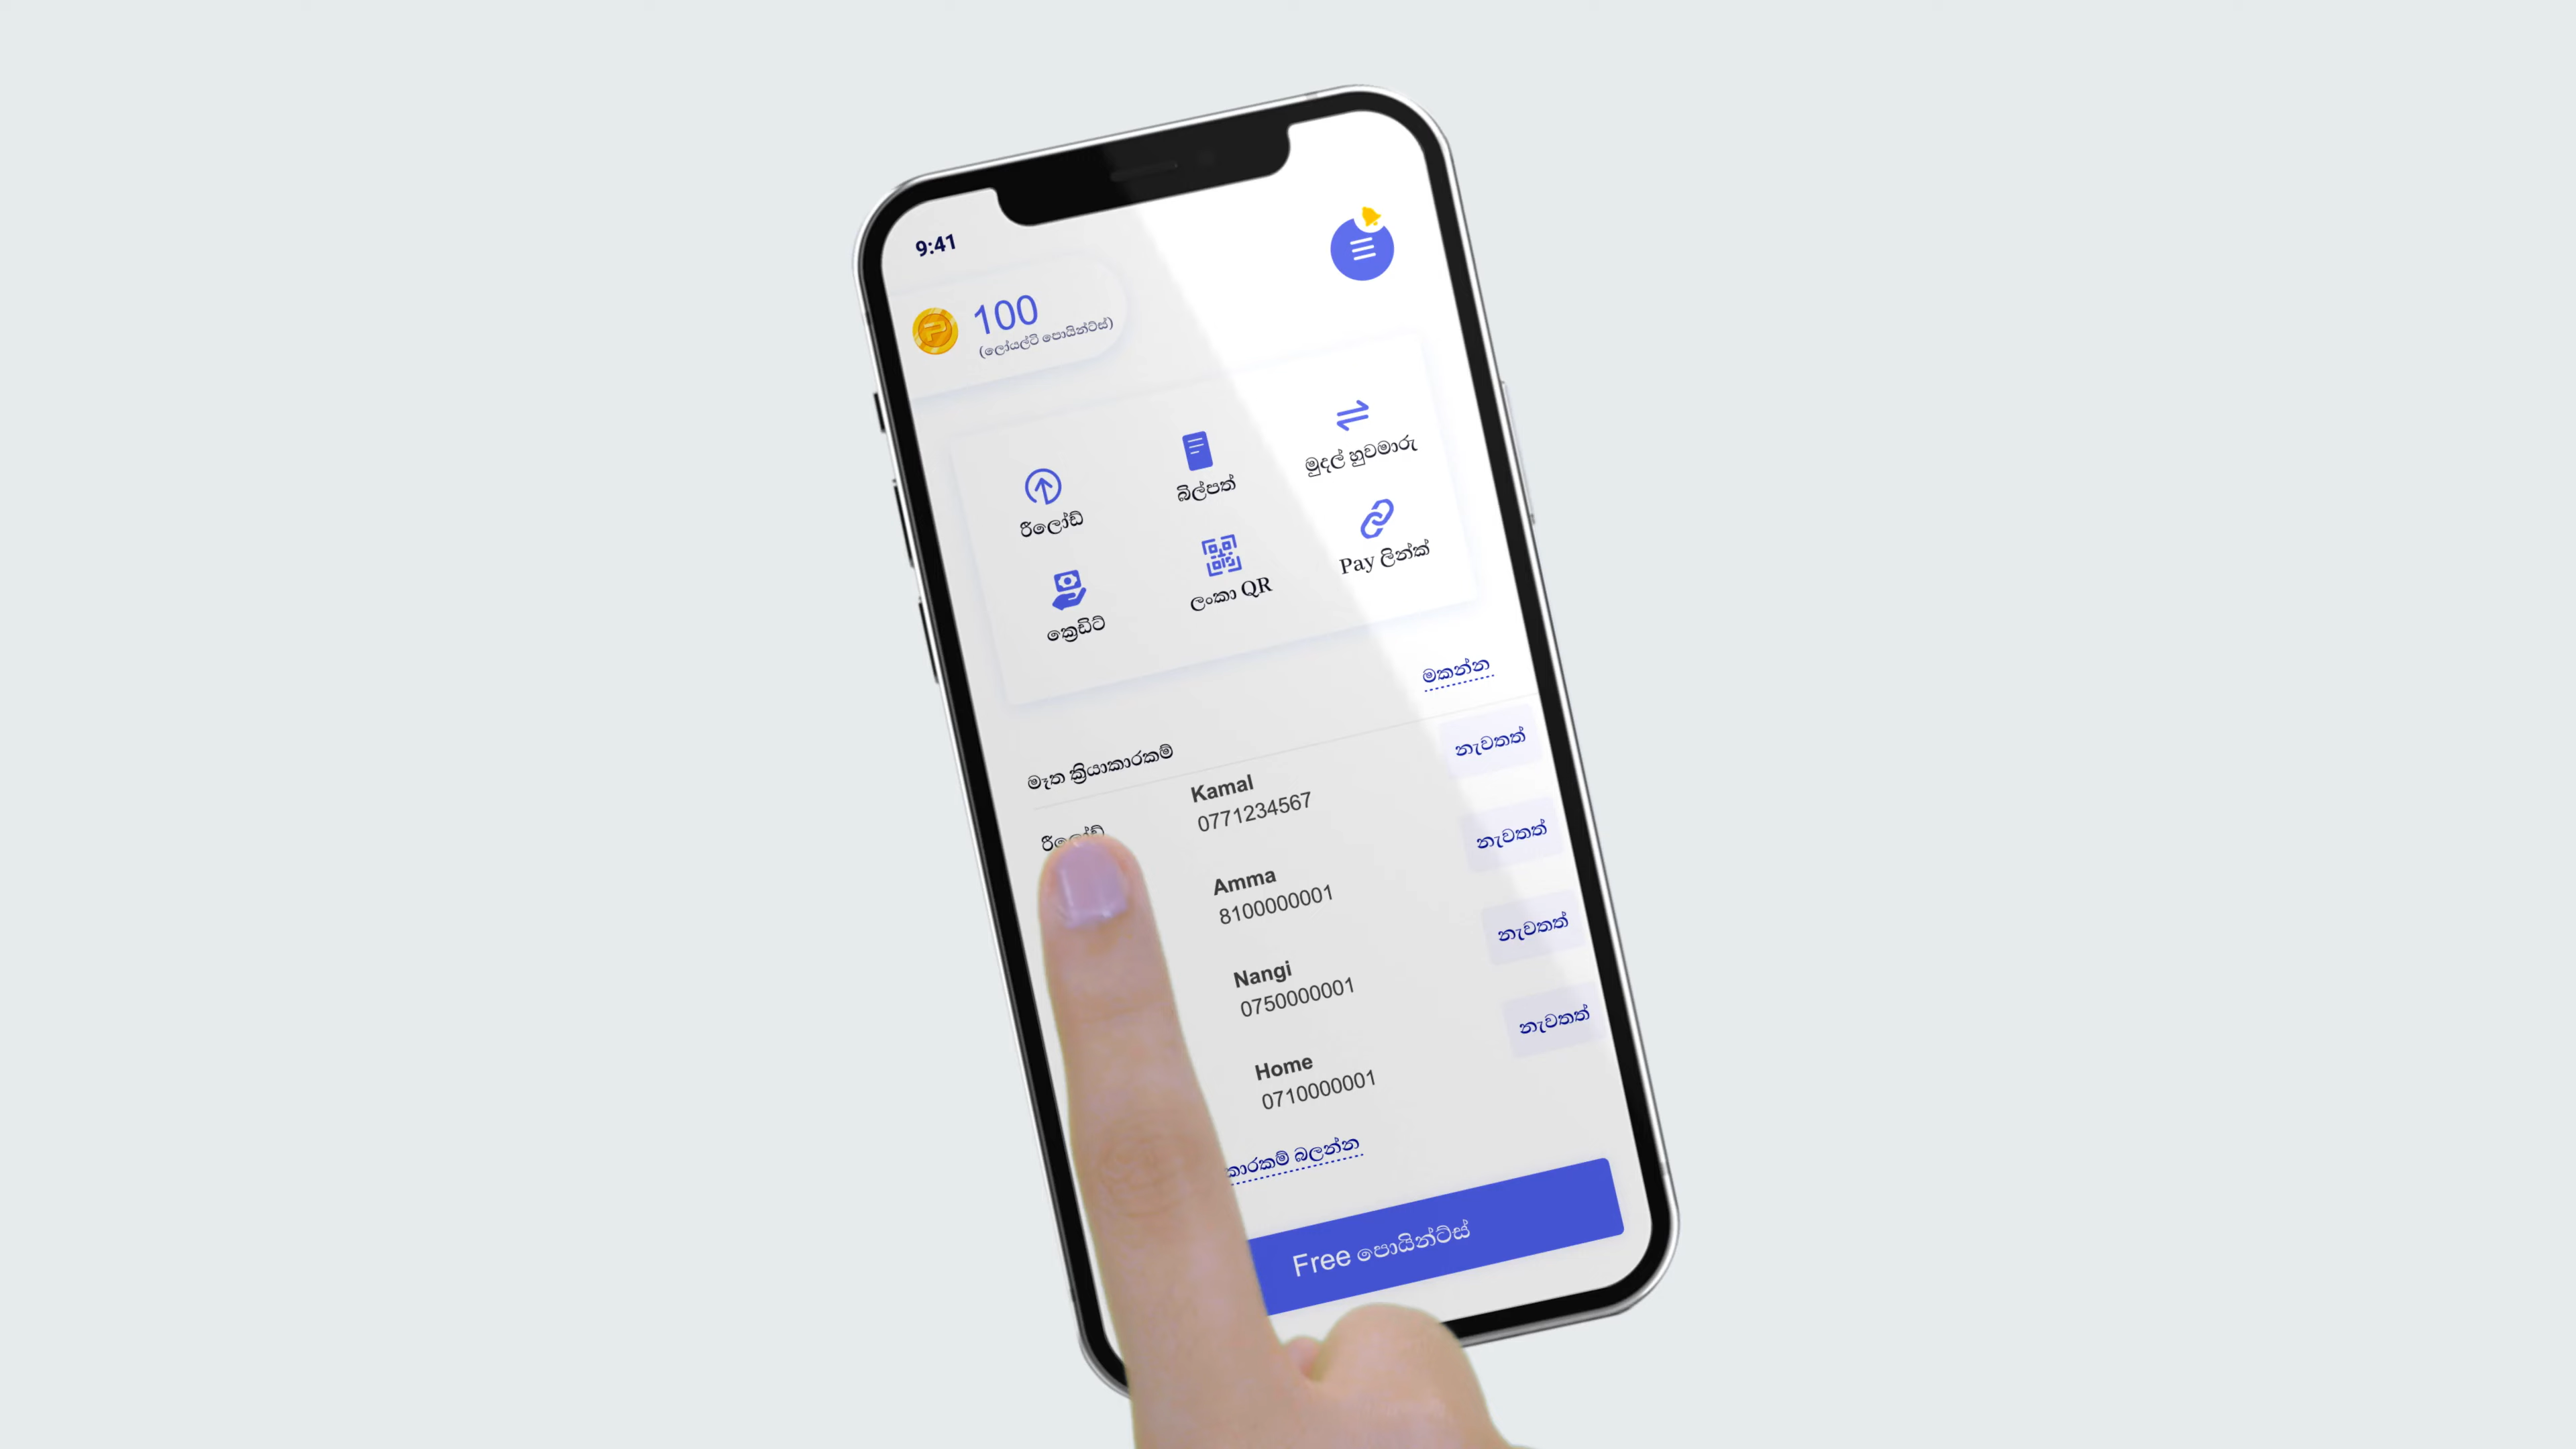 9:41
100
(ලෝයල්ටි පොයින්ට්ස්)
රීලෝඩ්
බිල්පත්
මුදල් හුවමාරු
ක්‍රෙඩිට්
ලංකා QR
Pay ලින්ක්
මකන්න
මෑත ක්‍රියාකාරකම්
රීලෝඩ්
Kamal
0771234567
නැවතත්
Amma
8100000001
නැවතත්
Nangi
0750000001
නැවතත්
Home
0710000001
නැවතත්
කාරකම් බලන්න
Free පොයින්ට්ස්